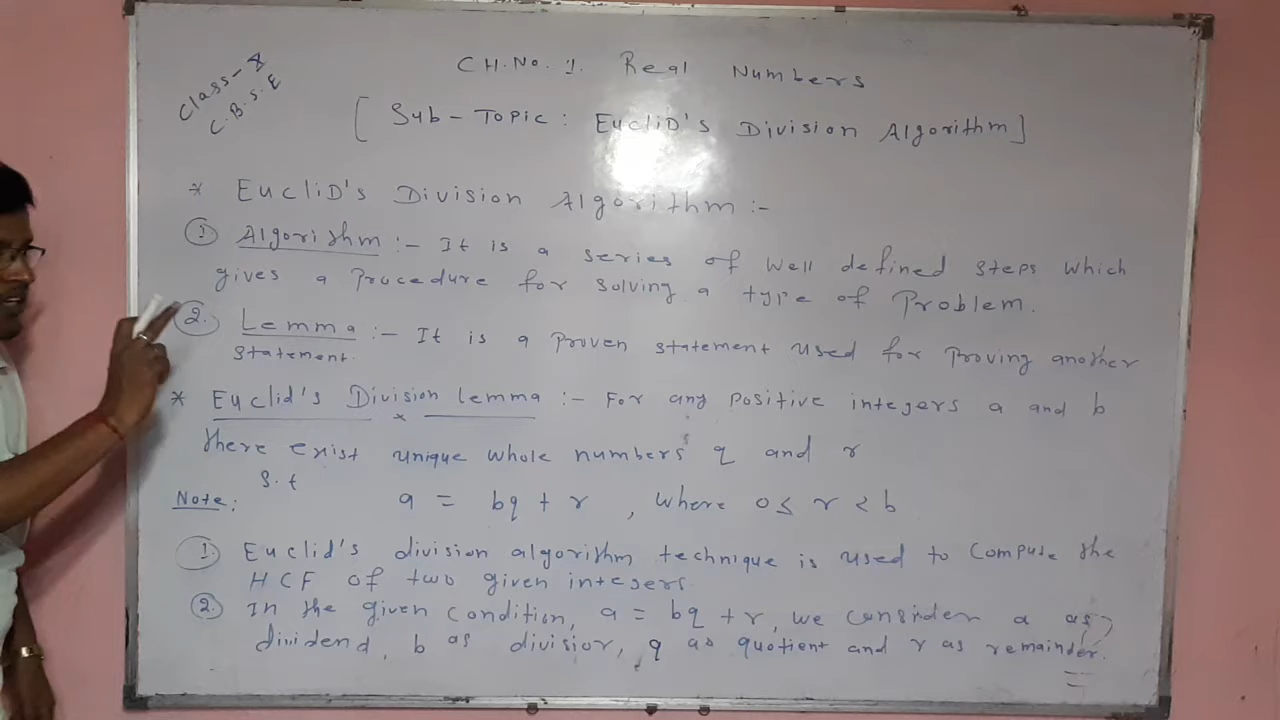 Class-X
C.B.S.E
CH.No.1. Real Numbers
[ Sub-Topic: EucliD's Division Algorithm]
* EucliD's Division Algorithm:-
① Algorithm :- It is a series of well defined steps which
gives a Procedure for solving a type of Problem.
②. Lemma :- It is a proven statement used for proving another
statement.
* Euclid's Division lemma :- For any positive integers a and b
there exist unique whole numbers q and r
s.t
a = bq + r , where 0≤ r < b
Note:
①. Euclid's division algorithm technique is used to compute the
HCF of two given integers.
②. In the given condition, a = bq + r, we consider a as
dividend, b as divisior, q as quotient and r as remainder.